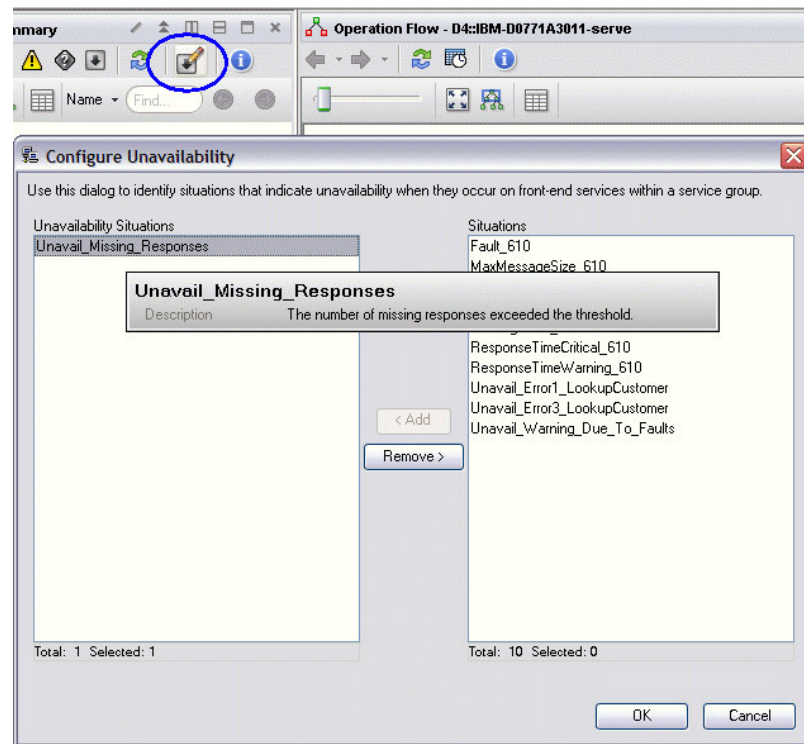 mmary
Operation Flow - D4::IBM-D0771A3011-serve
Name
Find...
Configure Unavailability
Use this dialog to identify situations that indicate unavailability when they occur on front-end services within a service group.
Unavailability Situations
Situations
Unavail_Missing_Responses
Fault_610
MaxMessageSize_610
Unavail_Missing_Responses
Description
The number of missing responses exceeded the threshold.
ResponseTimeCritical_610
ResponseTimeWarning_610
Unavail_Error1_LookupCustomer
Unavail_Error3_LookupCustomer
Unavail_Warning_Due_To_Faults
< Add
Remove >
Total: 1 Selected: 1
Total: 10 Selected: 0
OK
Cancel